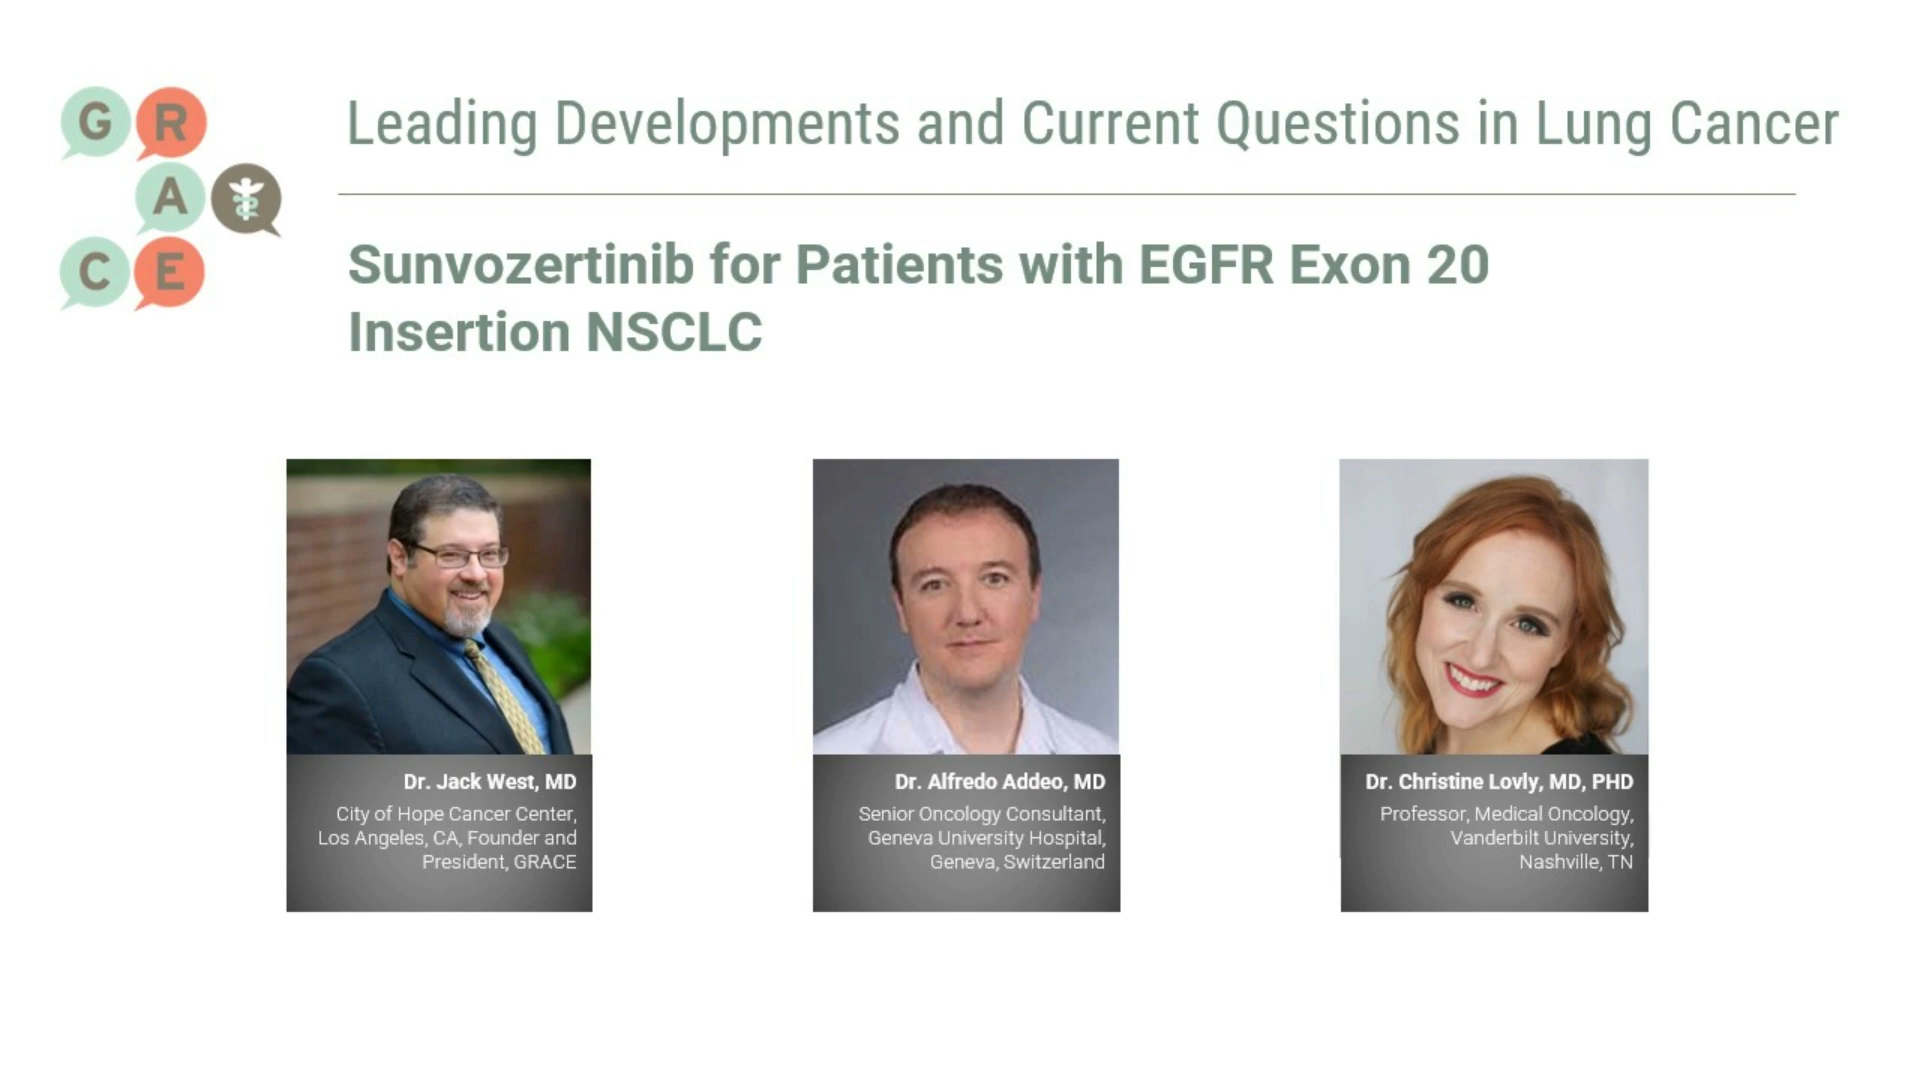 G R
A
C E
Leading Developments and Current Questions in Lung Cancer
Sunvozertinib for Patients with EGFR Exon 20
Insertion NSCLC
Dr. Jack West, MD
City of Hope Cancer Center,
Los Angeles, CA, Founder and
President, GRACE
Dr. Alfredo Addeo, MD
Senior Oncology Consultant,
Geneva University Hospital,
Geneva, Switzerland
Dr. Christine Lovly, MD, PHD
Professor, Medical Oncology,
Vanderbilt University,
Nashville, TN